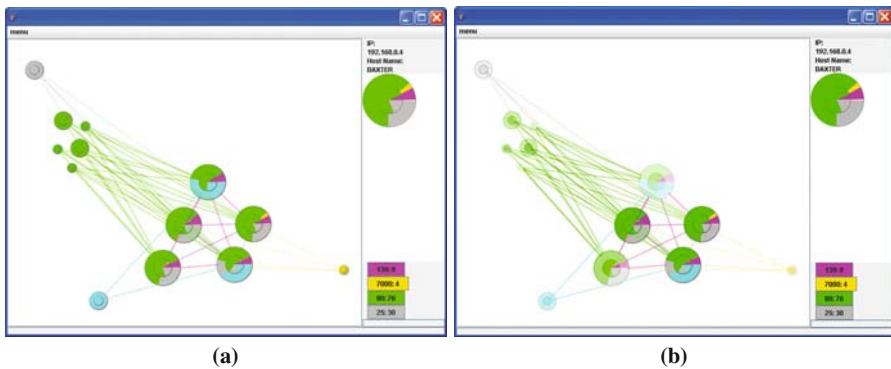 menu
IP:
192.168.0.4
Host Name:
BAXTER
139:9
7000:4
80:76
25:30
(a)
menu
IP:
192.168.0.4
Host Name:
BAXTER
139:9
7000:4
80:76
25:30
(b)